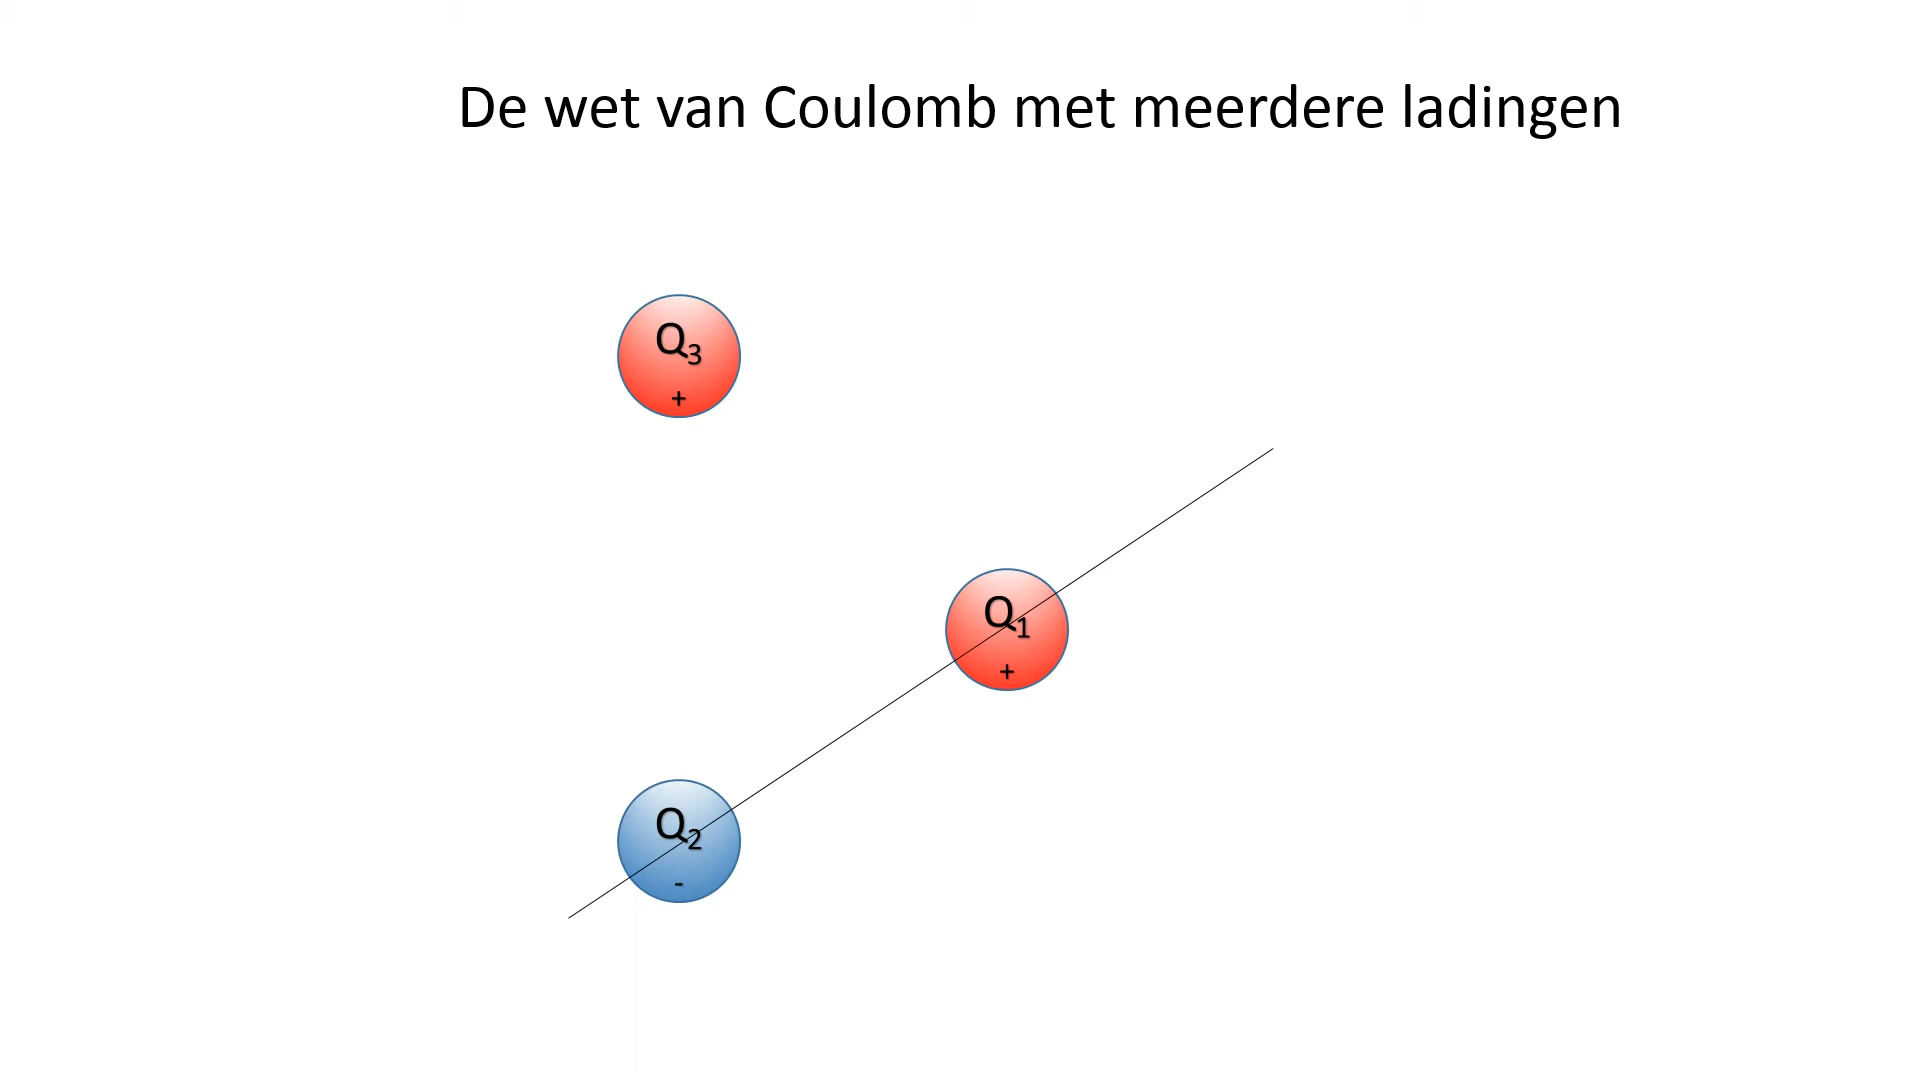 De wet van Coulomb met meerdere ladingen
Q₃
+
Q₁
+
Q₂
-